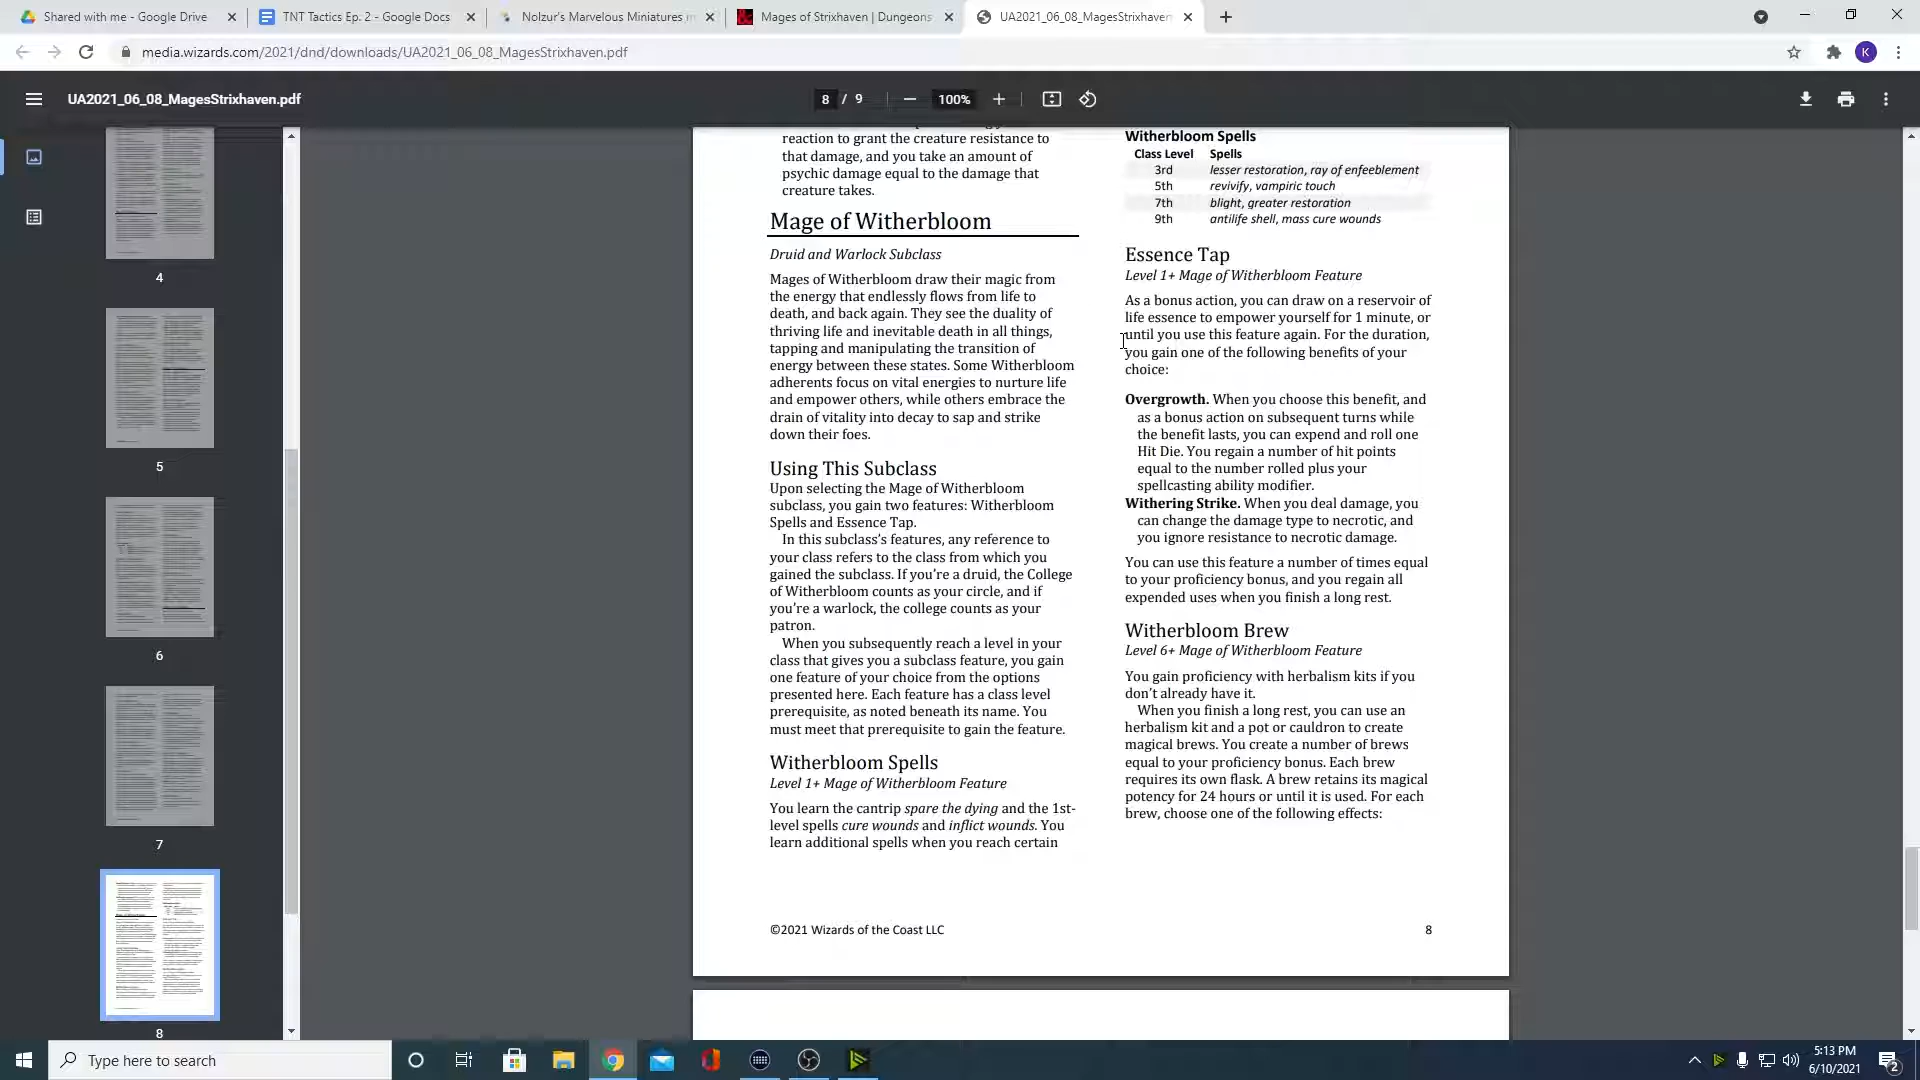 Shared with me - Google Drive
TNT Tactics Ep. 2 - Google Docs
Nolzur's Marvelous Miniatures
Mages of Strixhaven | Dungeons
UA2021_06_08_MagesStrixhaven
media.wizards.com/2021/dnd/downloads/UA2021_06_08_MagesStrixhaven.pdf
K
UA2021_06_08_MagesStrixhaven.pdf
8 / 9
100%
4
5
6
7
8
reaction to grant the creature resistance to
that damage, and you take an amount of
psychic damage equal to the damage that
creature takes.
Mage of Witherbloom
Druid and Warlock Subclass
Mages of Witherbloom draw their magic from
the energy that endlessly flows from life to
death, and back again. They see the duality of
thriving life and inevitable death in all things,
tapping and manipulating the transition of
energy between these states. Some Witherbloom
adherents focus on vital energies to nurture life
and empower others, while others embrace the
drain of vitality into decay to sap and strike
down their foes.
Using This Subclass
Upon selecting the Mage of Witherbloom
subclass, you gain two features: Witherbloom
Spells and Essence Tap.
In this subclass's features, any reference to
your class refers to the class from which you
gained the subclass. If you're a druid, the College
of Witherbloom counts as your circle, and if
you're a warlock, the college counts as your
patron.
When you subsequently reach a level in your
class that gives you a subclass feature, you gain
one feature of your choice from the options
presented here. Each feature has a class level
prerequisite, as noted beneath its name. You
must meet that prerequisite to gain the feature.
Witherbloom Spells
Level 1+ Mage of Witherbloom Feature
You learn the cantrip spare the dying and the 1st-
level spells cure wounds and inflict wounds. You
learn additional spells when you reach certain
Witherbloom Spells
Class Level Spells
3rd lesser restoration, ray of enfeeblement
5th revivify, vampiric touch
7th blight, greater restoration
9th antilife shell, mass cure wounds
Essence Tap
Level 1+ Mage of Witherbloom Feature
As a bonus action, you can draw on a reservoir of
life essence to empower yourself for 1 minute, or
until you use this feature again. For the duration,
you gain one of the following benefits of your
choice:
Overgrowth. When you choose this benefit, and
as a bonus action on subsequent turns while
the benefit lasts, you can expend and roll one
Hit Die. You regain a number of hit points
equal to the number rolled plus your
spellcasting ability modifier.
Withering Strike. When you deal damage, you
can change the damage type to necrotic, and
you ignore resistance to necrotic damage.
You can use this feature a number of times equal
to your proficiency bonus, and you regain all
expended uses when you finish a long rest.
Witherbloom Brew
Level 6+ Mage of Witherbloom Feature
You gain proficiency with herbalism kits if you
don't already have it.
When you finish a long rest, you can use an
herbalism kit and a pot or cauldron to create
magical brews. You create a number of brews
equal to your proficiency bonus. Each brew
requires its own flask. A brew retains its magical
potency for 24 hours or until it is used. For each
brew, choose one of the following effects:
©2021 Wizards of the Coast LLC
8
Type here to search
5:13 PM
6/10/2021
2